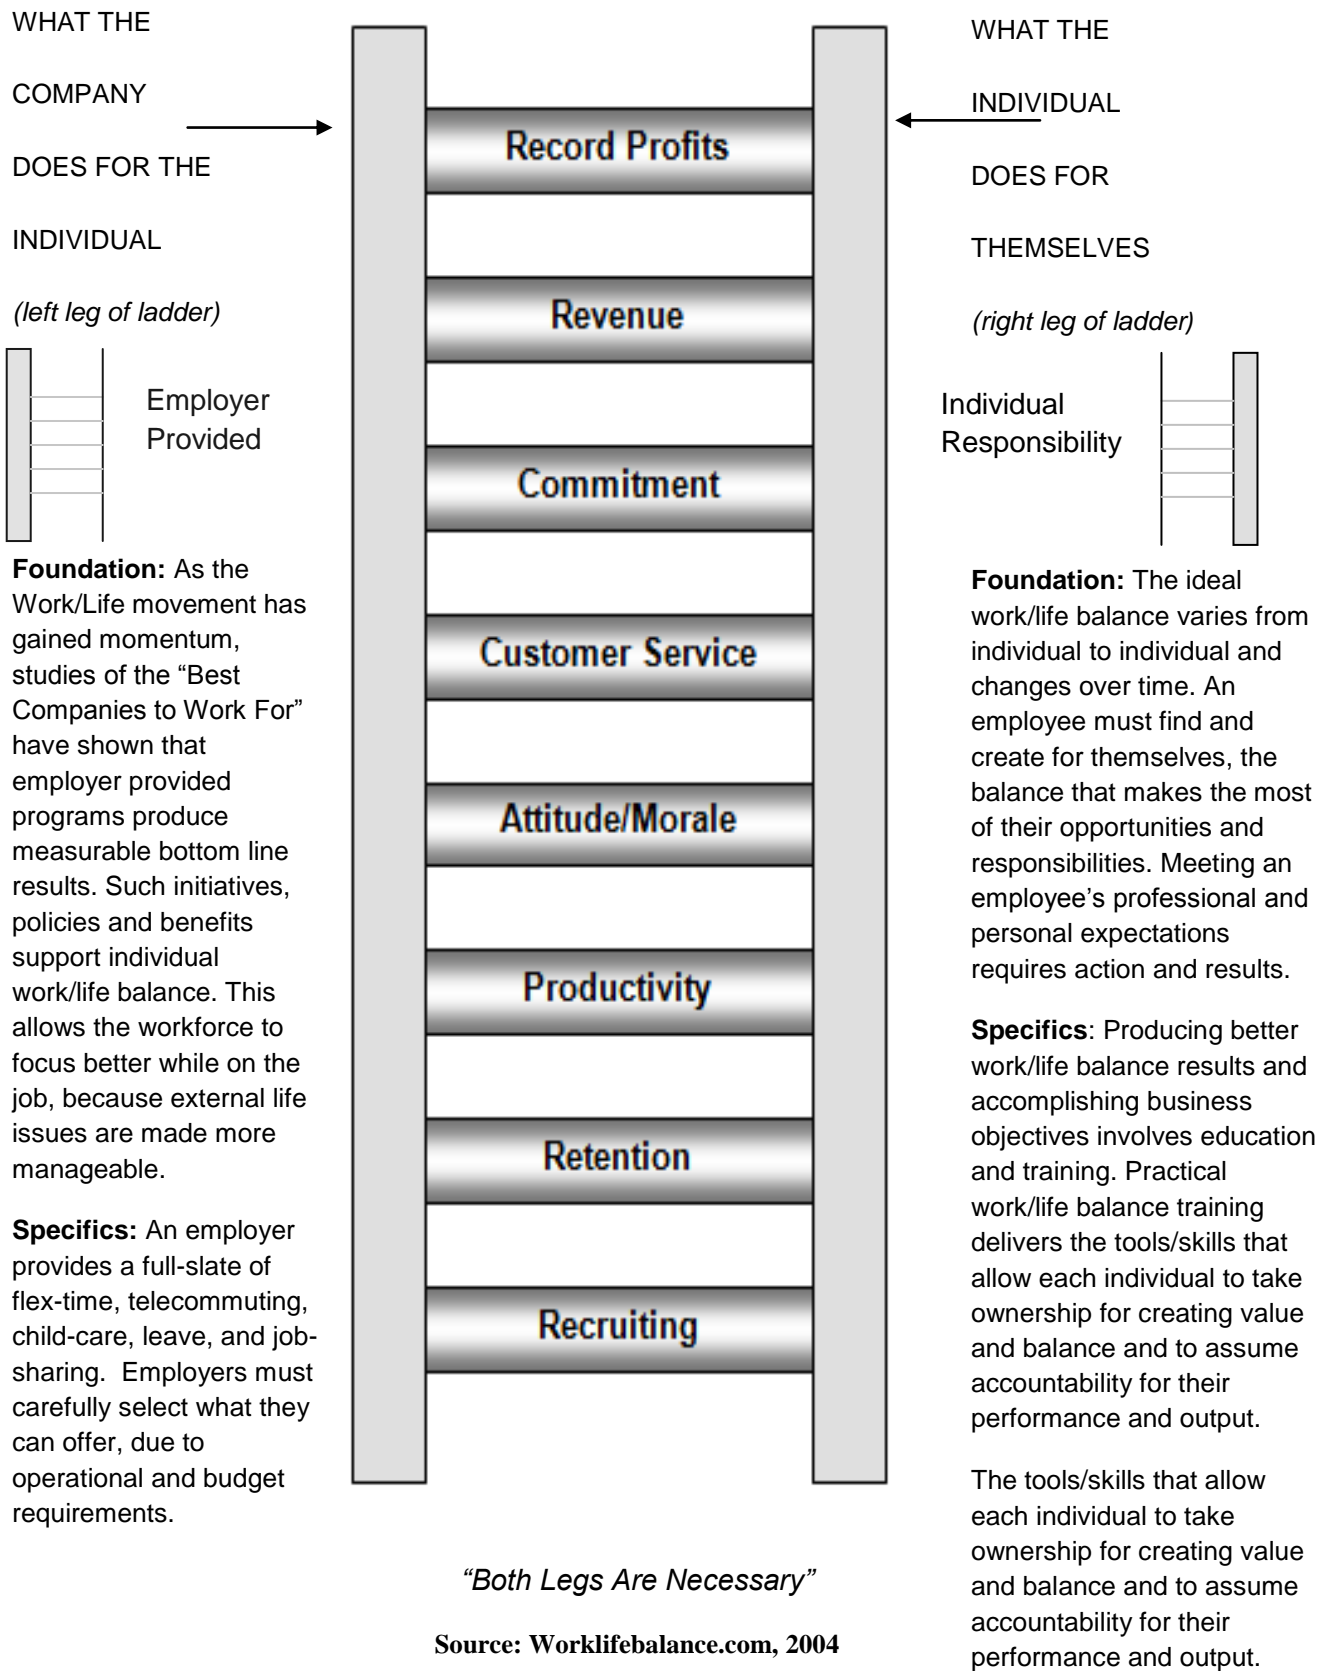 WHAT THE
COMPANY
DOES FOR THE
INDIVIDUAL
(left leg of ladder)
Employer
Provided
Foundation: As the
Work/Life movement has
gained momentum,
studies of the “Best
Companies to Work For”
have shown that
employer provided
programs produce
measurable bottom line
results. Such initiatives,
policies and benefits
support individual
work/life balance. This
allows the workforce to
focus better while on the
job, because external life
issues are made more
manageable.
Specifics: An employer
provides a full-slate of
flex-time, telecommuting,
child-care, leave, and job-
sharing.  Employers must
carefully select what they
can offer, due to
operational and budget
requirements.
Record Profits
Revenue
Commitment
Customer Service
Attitude/Morale
Productivity
Retention
Recruiting
“Both Legs Are Necessary”
Source: Worklifebalance.com, 2004
WHAT THE
INDIVIDUAL
DOES FOR
THEMSELVES
(right leg of ladder)
Individual
Responsibility
Foundation: The ideal
work/life balance varies from
individual to individual and
changes over time. An
employee must find and
create for themselves, the
balance that makes the most
of their opportunities and
responsibilities. Meeting an
employee’s professional and
personal expectations
requires action and results.
Specifics: Producing better
work/life balance results and
accomplishing business
objectives involves education
and training. Practical
work/life balance training
delivers the tools/skills that
allow each individual to take
ownership for creating value
and balance and to assume
accountability for their
performance and output.
The tools/skills that allow
each individual to take
ownership for creating value
and balance and to assume
accountability for their
performance and output.